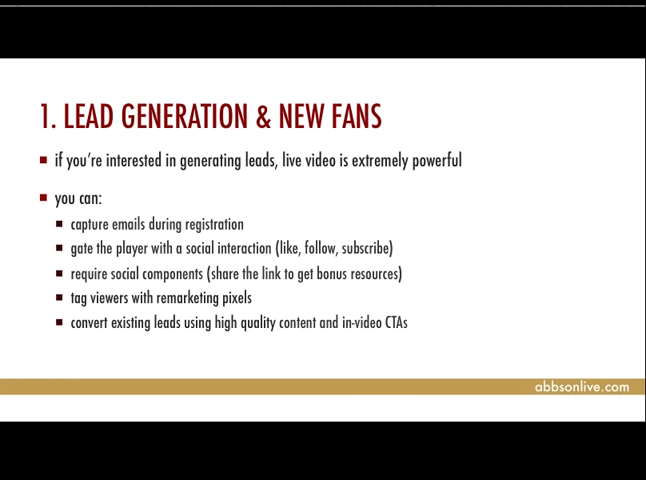 1. LEAD GENERATION & NEW FANS
if you're interested in generating leads, live video is extremely powerful
you can:
capture emails during registration
gate the player with a social interaction (like, follow, subscribe)
require social components (share the link to get bonus resources)
tag viewers with remarketing pixels
convert existing leads using high quality content and in-video CTAs
abbsonlive.com